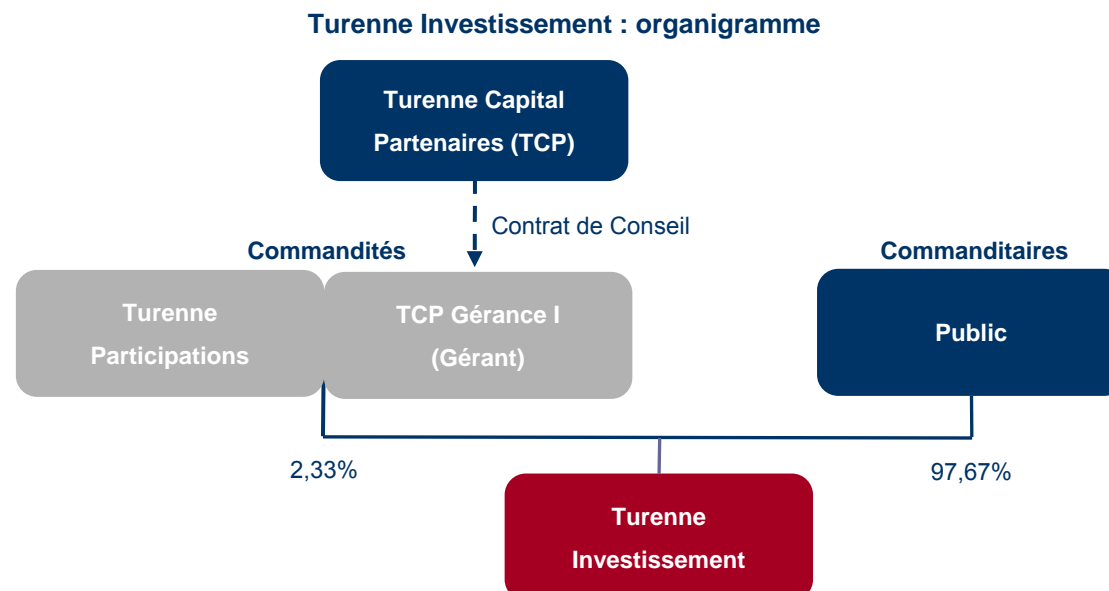 Turenne Investissement : organigramme
Turenne Capital
Partenaires (TCP)
Contrat de Conseil
Commandités
Commanditaires
Turenne
Participations
TCP Gérance I
(Gérant)
Public
2,33%
97,67%
Turenne
Investissement